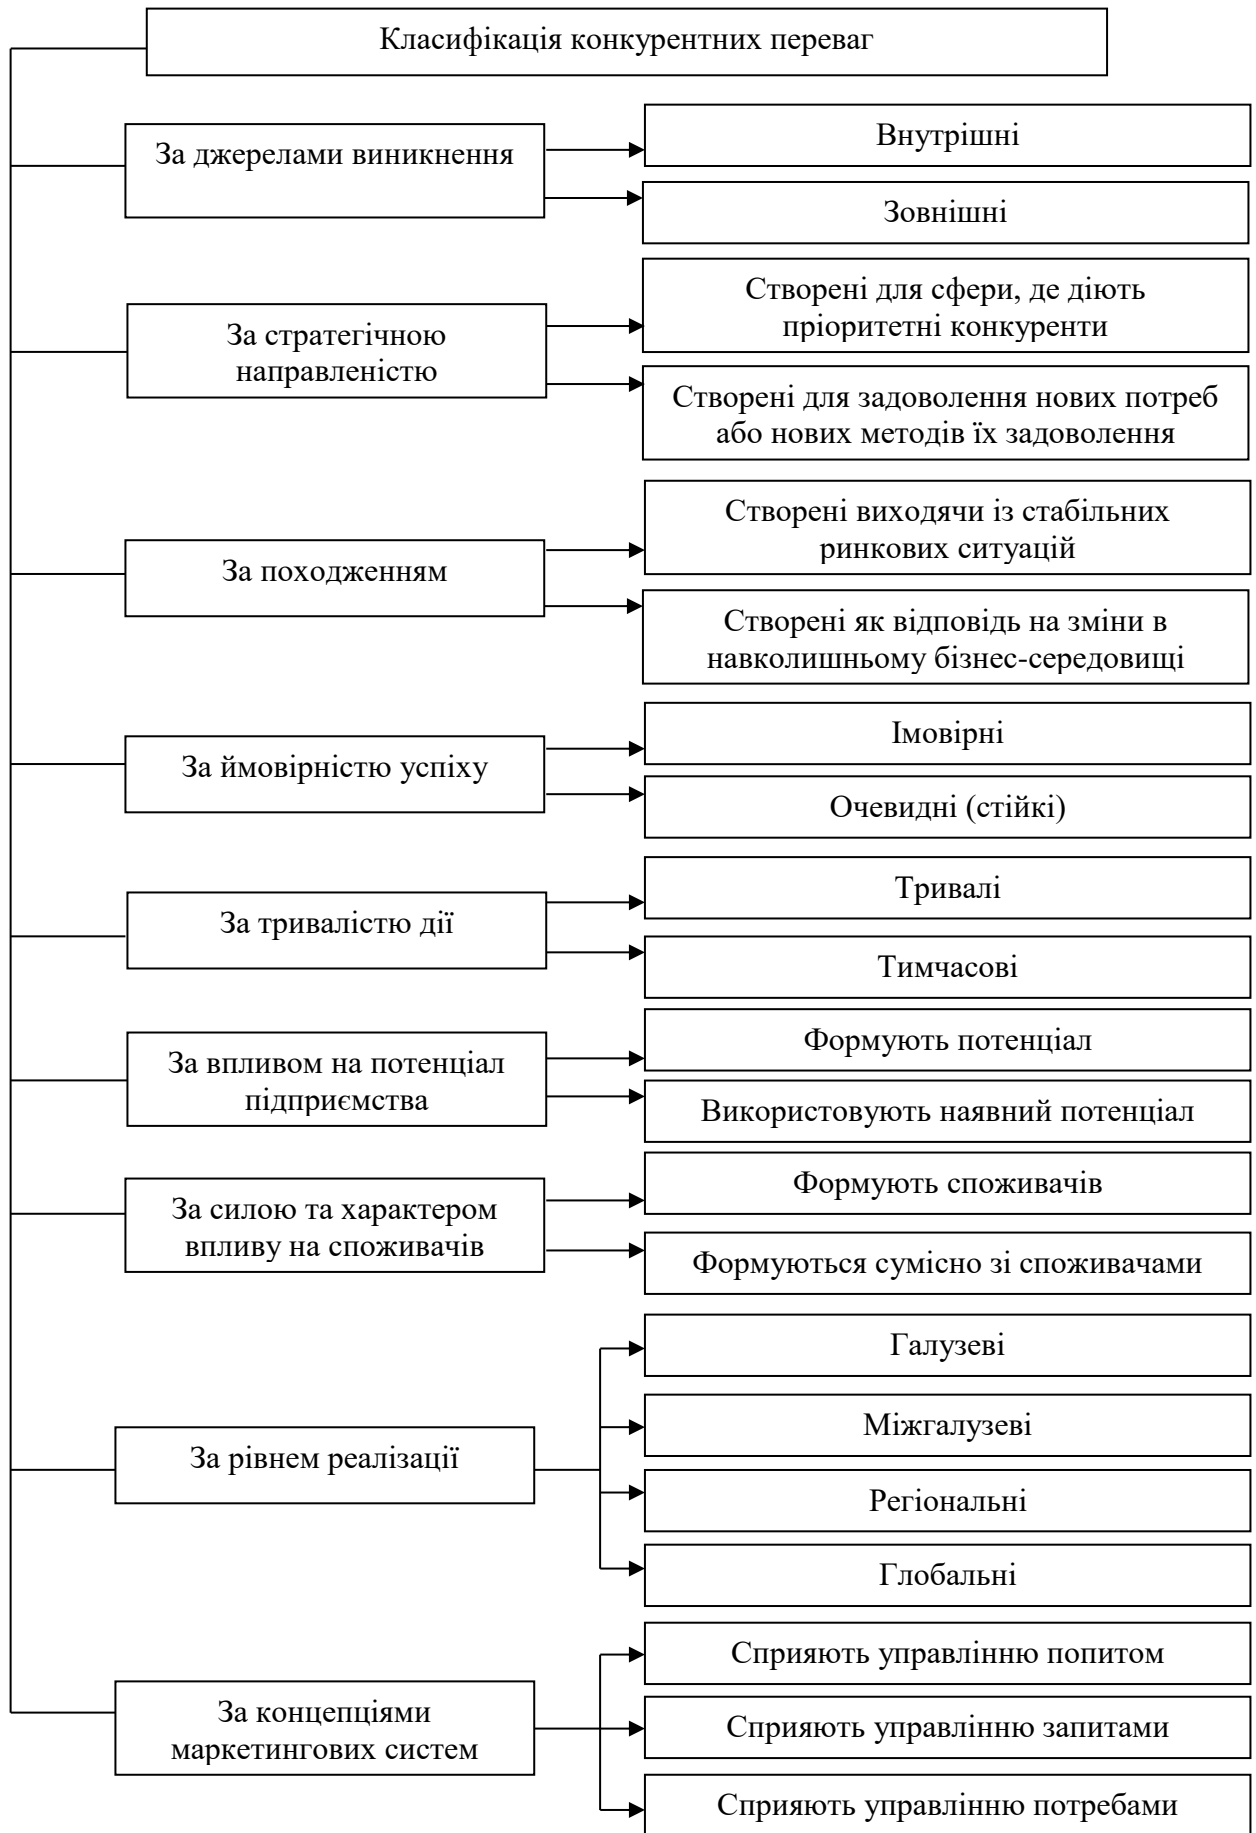 Класифікація конкурентних переваг
За джерелами виникнення
Внутрішні
Зовнішні
За стратегічною
направленістю
Створені для сфери, де діють
пріоритетні конкуренти
Створені для задоволення нових потреб
або нових методів їх задоволення
За походженням
Створені виходячи із стабільних
ринкових ситуацій
Створені як відповідь на зміни в
навколишньому бізнес-середовищі
За ймовірністю успіху
Імовірні
Очевидні (стійкі)
За тривалістю дії
Тривалі
Тимчасові
За впливом на потенціал
підприємства
Формують потенціал
Використовують наявний потенціал
За силою та характером
впливу на споживачів
Формують споживачів
Формуються сумісно зі споживачами
За рівнем реалізації
Галузеві
Міжгалузеві
Регіональні
Глобальні
За концепціями
маркетингових систем
Сприяють управлінню попитом
Сприяють управлінню запитами
Сприяють управлінню потребами